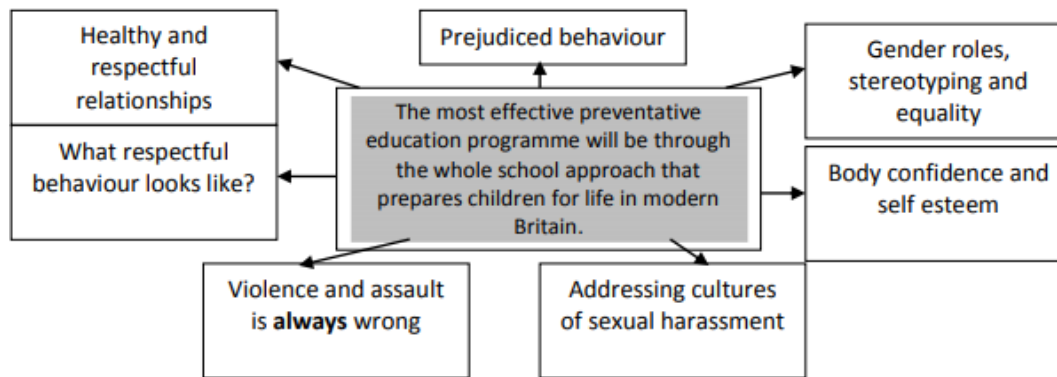 Healthy and
respectful
relationships
Prejudiced behaviour
Gender roles,
stereotyping and
equality
The most effective preventative
education programme will be through
the whole school approach that
prepares children for life in modern
Britain.
What respectful
behaviour looks like?
Body confidence and
self esteem
Violence and assault
is always wrong
Addressing cultures
of sexual harassment